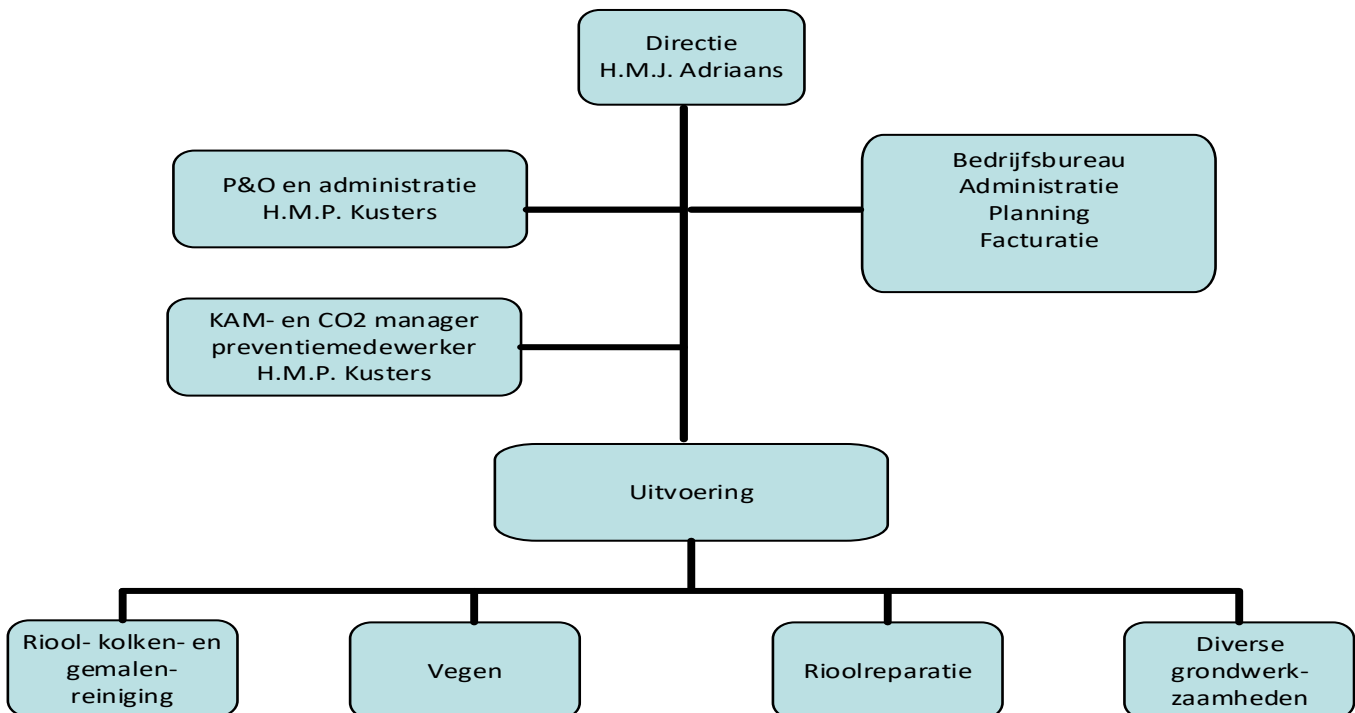 Directie
H.M.J. Adriaans
P&O en administratie
H.M.P. Kusters
Bedrijfsbureau
Administratie
Planning
Facturatie
KAM- en CO2 manager
preventiemedewerker
H.M.P. Kusters
Uitvoering
Riool- kolken- en
gemalen-
reiniging
Vegen
Rioolreparatie
Diverse
grondwerk-
zaamheden